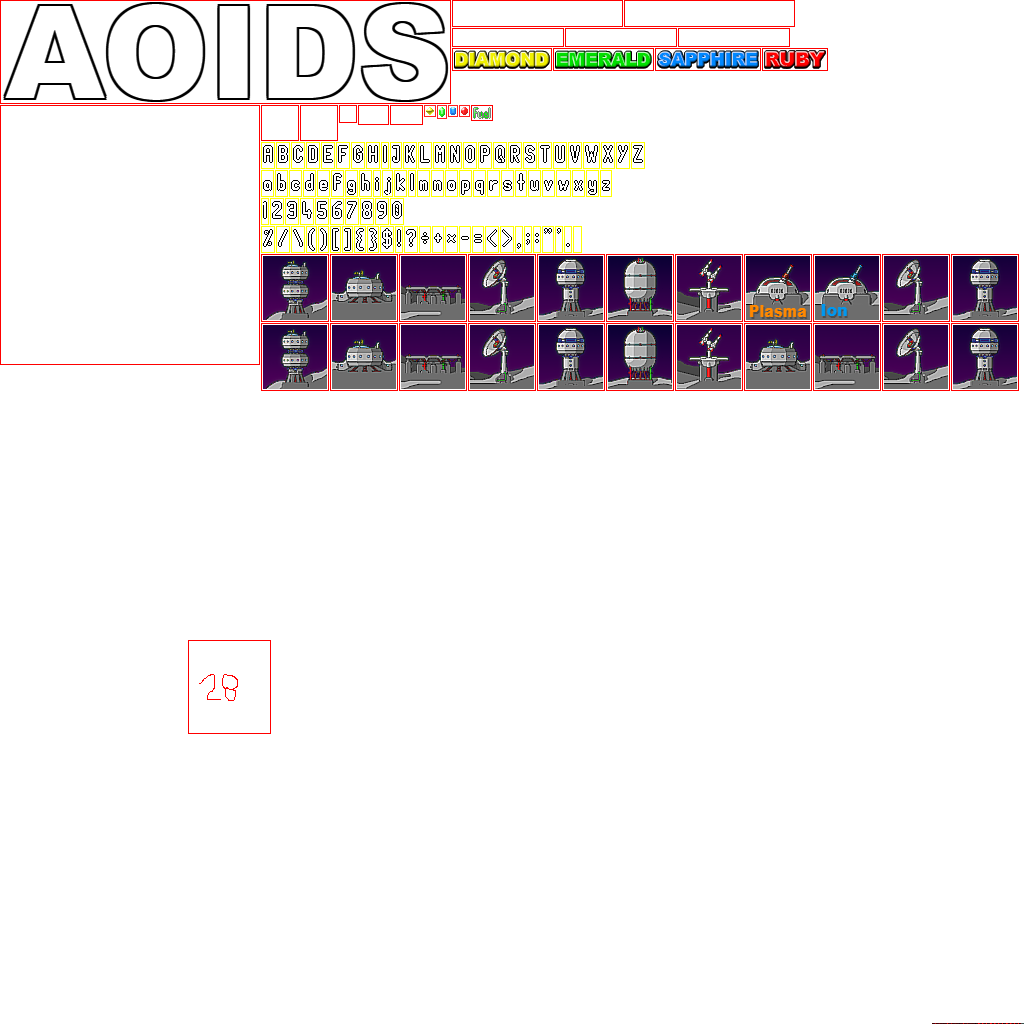 AOIDS
DIAMOND EMERALD SAPPHIRE RUBY
Fuel
ABCDEFGHIJKLMNOPQRSTUVWXYZ
abcdefghijklmnopqrstuvwxyz
1234567890
%/\()[]{}$!?÷+×-=<>,;:"'.
Plasma Ion
28